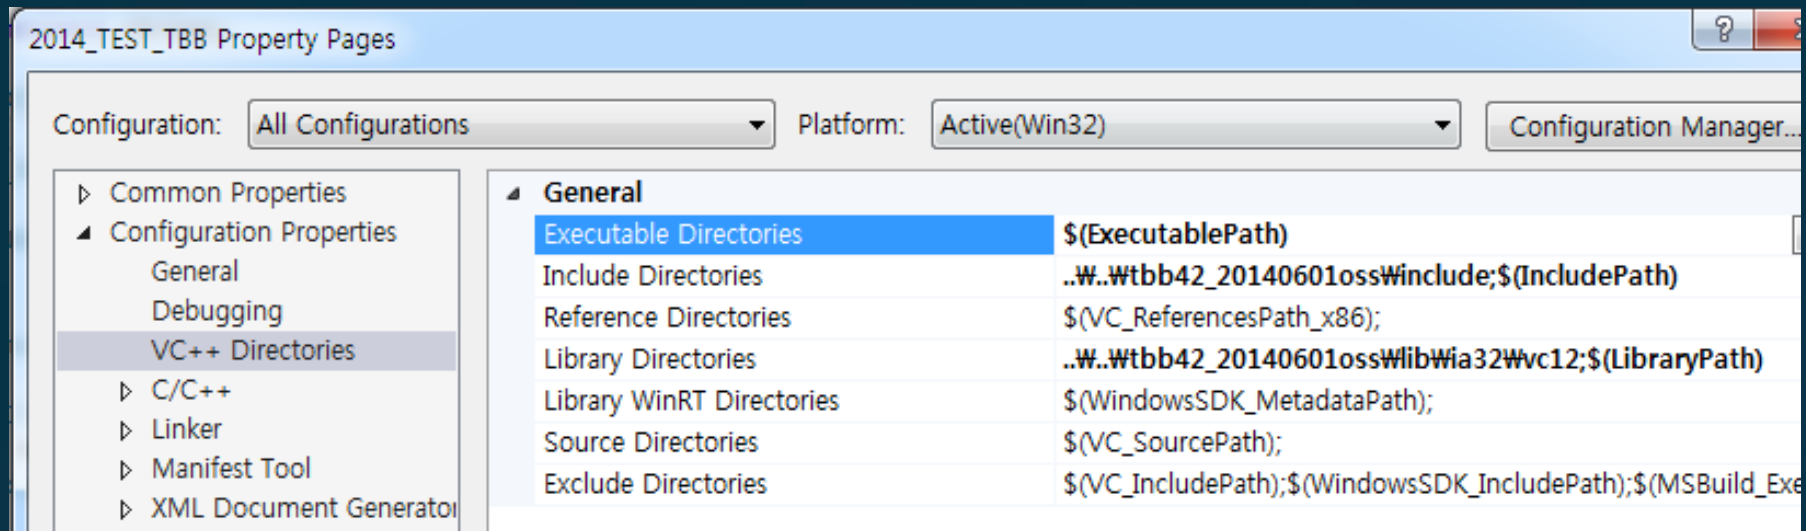 2014_TEST_TBB Property Pages
Configuration: All Configurations Platform: Active(Win32) Configuration Manager...
Common Properties
Configuration Properties
General
Debugging
VC++ Directories
C/C++
Linker
Manifest Tool
XML Document Generator
General
Executable Directories $(ExecutablePath)
Include Directories ..₩..₩tbb42_20140601oss₩include;$(IncludePath)
Reference Directories $(VC_ReferencesPath_x86);
Library Directories ..₩..₩tbb42_20140601oss₩lib₩ia32₩vc12;$(LibraryPath)
Library WinRT Directories $(WindowsSDK_MetadataPath);
Source Directories $(VC_SourcePath);
Exclude Directories $(VC_IncludePath);$(WindowsSDK_IncludePath);$(MSBuild_Exe